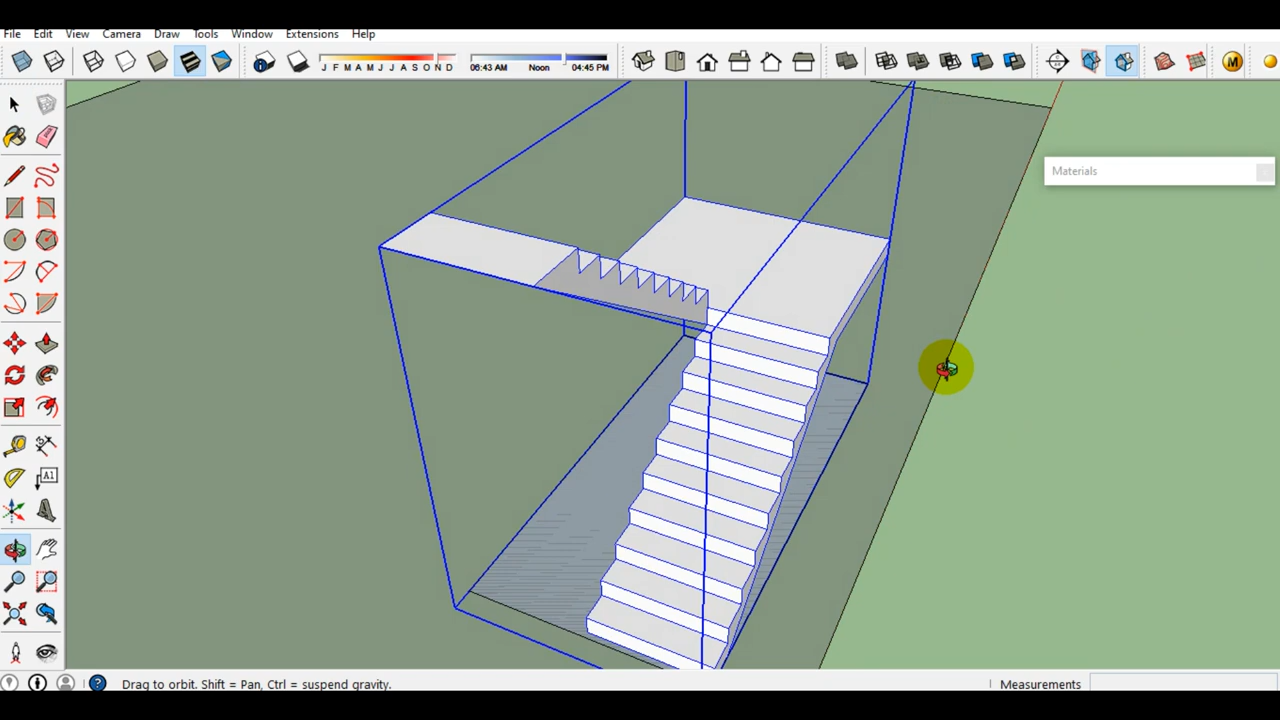 File Edit View Camera Draw Tools Window Extensions Help
J F M A M J J A S O N D 06:43 AM Noon 04:45 PM
M
Materials
A1
Drag to orbit. Shift = Pan, Ctrl = suspend gravity. Measurements